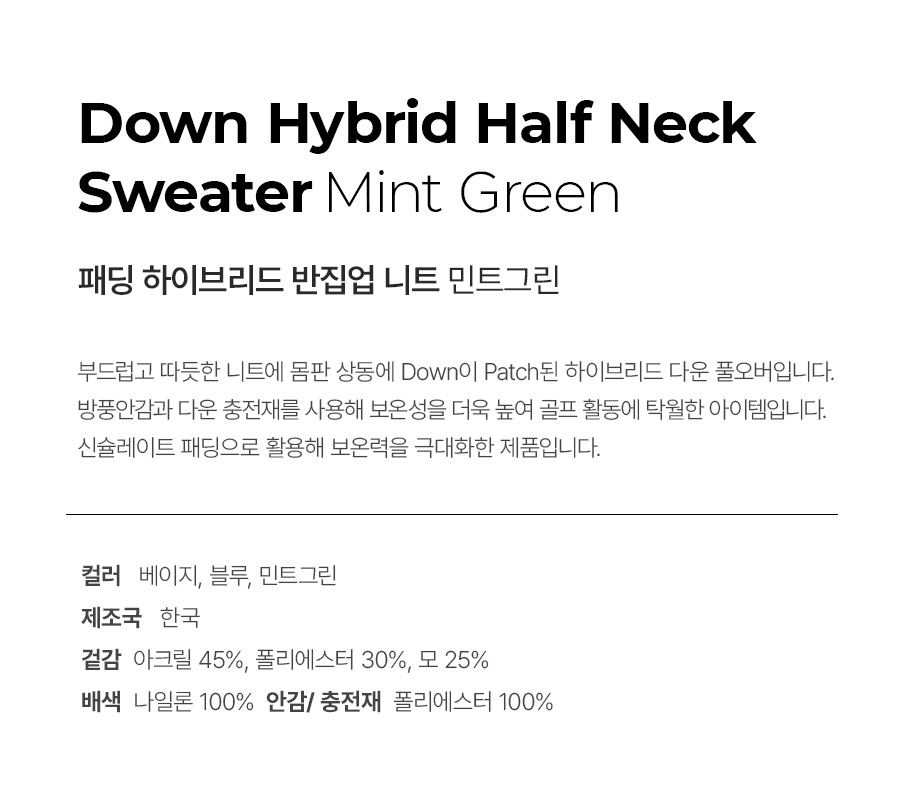 Down Hybrid Half Neck
Sweater Mint Green
패딩 하이브리드 반집업 니트 민트그린
부드럽고 따듯한 니트에 몸판 상동에 Down이 Patch된 하이브리드 다운 풀오버입니다.
방풍안감과 다운 충전재를 사용해 보온성을 더욱 높여 골프 활동에 탁월한 아이템입니다.
신슐레이트 패딩으로 활용해 보온력을 극대화한 제품입니다.
컬러 베이지, 블루, 민트그린
제조국 한국
겉감 아크릴 45%, 폴리에스터 30%, 모 25%
배색 나일론 100% 안감/ 충전재 폴리에스터 100%